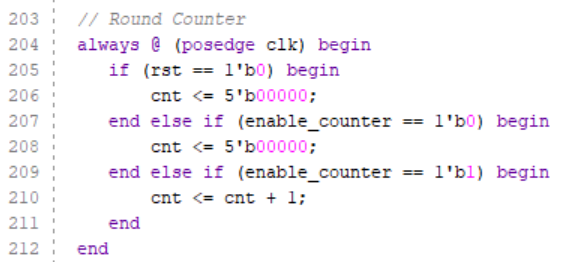 203 // Round Counter
204 always @ (posedge clk) begin
205 if (rst == 1'b0) begin
206 cnt <= 5'b00000;
207 end else if (enable_counter == 1'b0) begin
208 cnt <= 5'b00000;
209 end else if (enable_counter == 1'b1) begin
210 cnt <= cnt + 1;
211 end
212 end